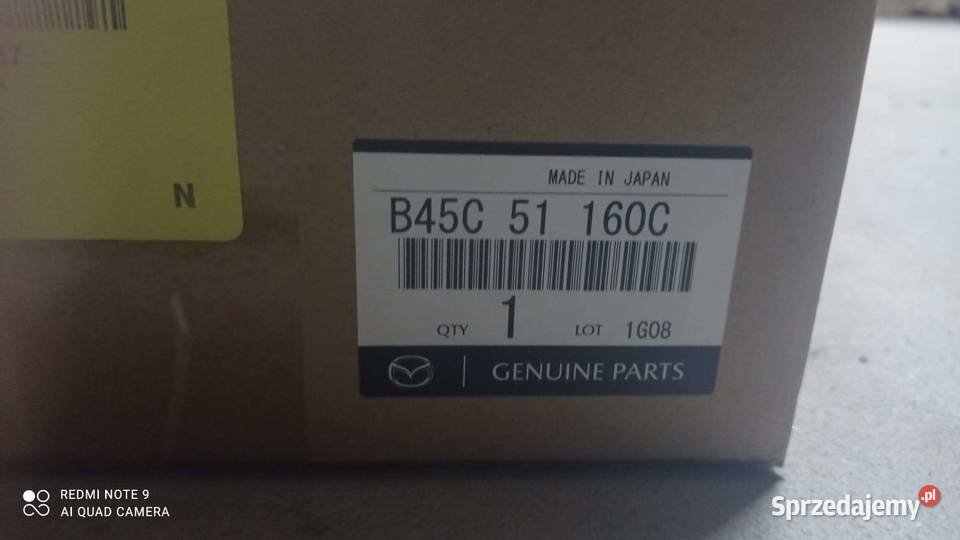 N
MADE IN JAPAN
B45C 51 160C
QTY 1 LOT 1G08
GENUINE PARTS
REDMI NOTE 9
AI QUAD CAMERA
Sprzedajemy.pl